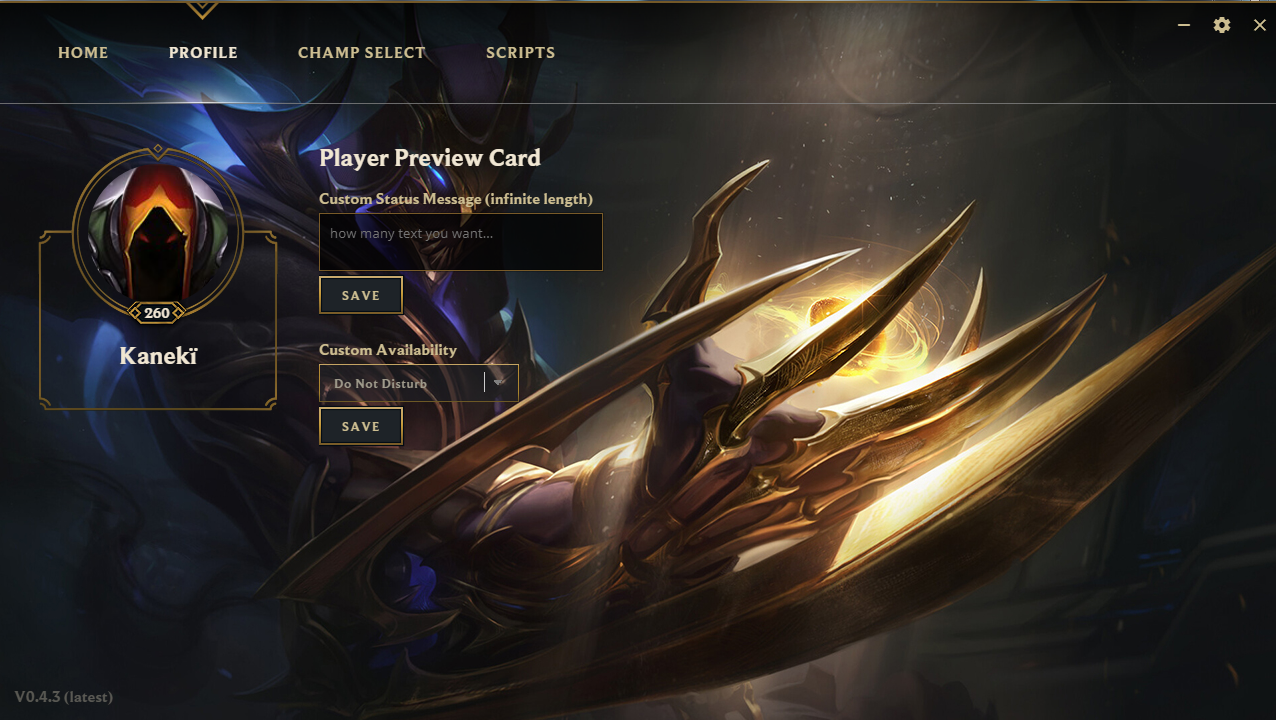 HOME
PROFILE
CHAMP SELECT
SCRIPTS
Player Preview Card
Custom Status Message (infinite length)
how many text you want...
SAVE
260
Kanekï
Custom Availability
Do Not Disturb
SAVE
V0.4.3 (latest)